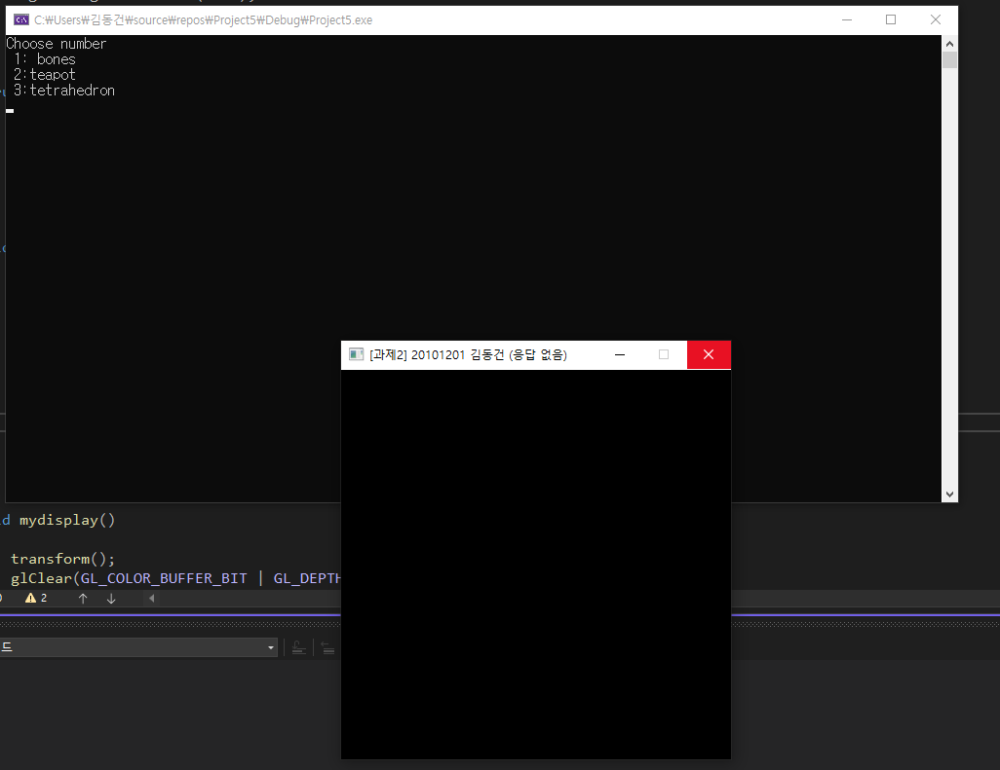 C:\Users\김동건\source\repos\Project5\Debug\Project5.exe
Choose number
1: bones
2:teapot
3:tetrahedron
[과제2] 20101201 김동건 (응답 없음)
d mydisplay()
transform();
glClear(GL_COLOR_BUFFER_BIT | GL_DEPTH
2
드